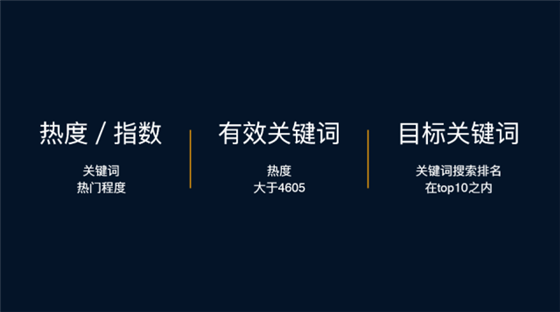 热度 / 指数
关键词
热门程度
有效关键词
热度
大于4605
目标关键词
关键词搜索排名
在top10之内